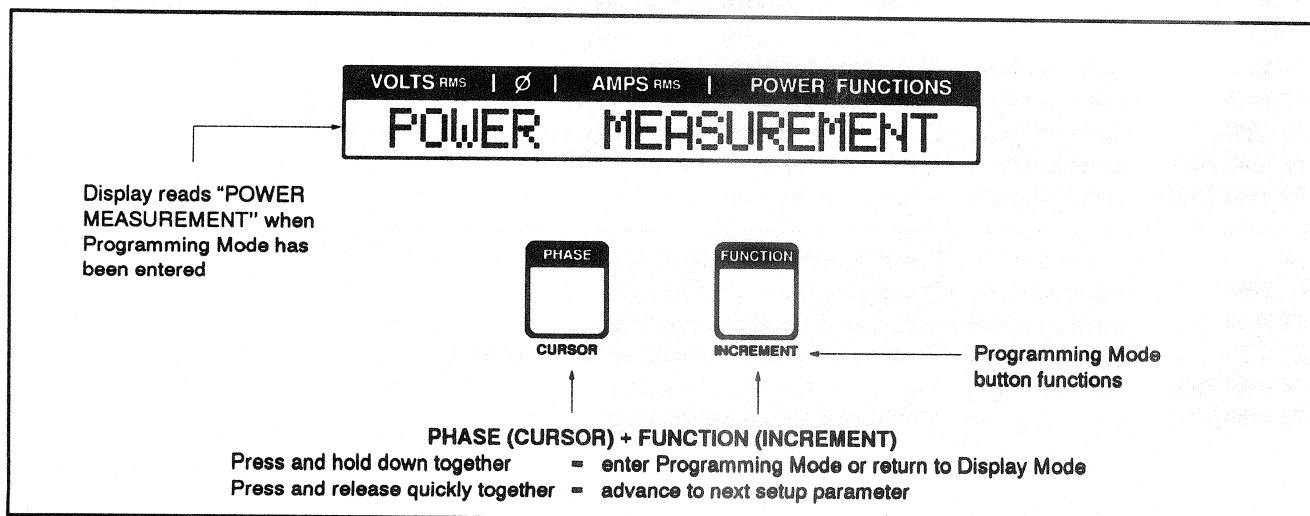 VOLTS RMS | Ø | AMPS RMS | POWER FUNCTIONS
POWER MEASUREMENT
Display reads “POWER
MEASUREMENT” when
Programming Mode has
been entered
PHASE
FUNCTION
CURSOR
INCREMENT
Programming Mode
button functions
PHASE (CURSOR) + FUNCTION (INCREMENT)
Press and hold down together = enter Programming Mode or return to Display Mode
Press and release quickly together = advance to next setup parameter